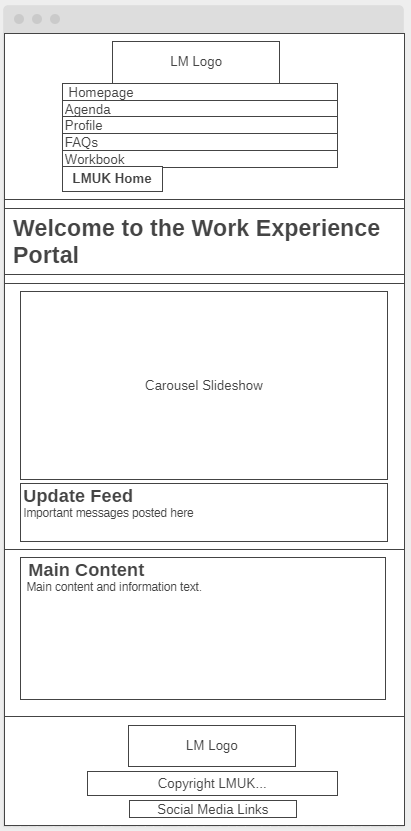 LM Logo
Homepage
Agenda
Profile
FAQs
Workbook
LMUK Home
Welcome to the Work Experience
Portal
Carousel Slideshow
Update Feed
Important messages posted here
Main Content
Main content and information text.
LM Logo
Copyright LMUK...
Social Media Links